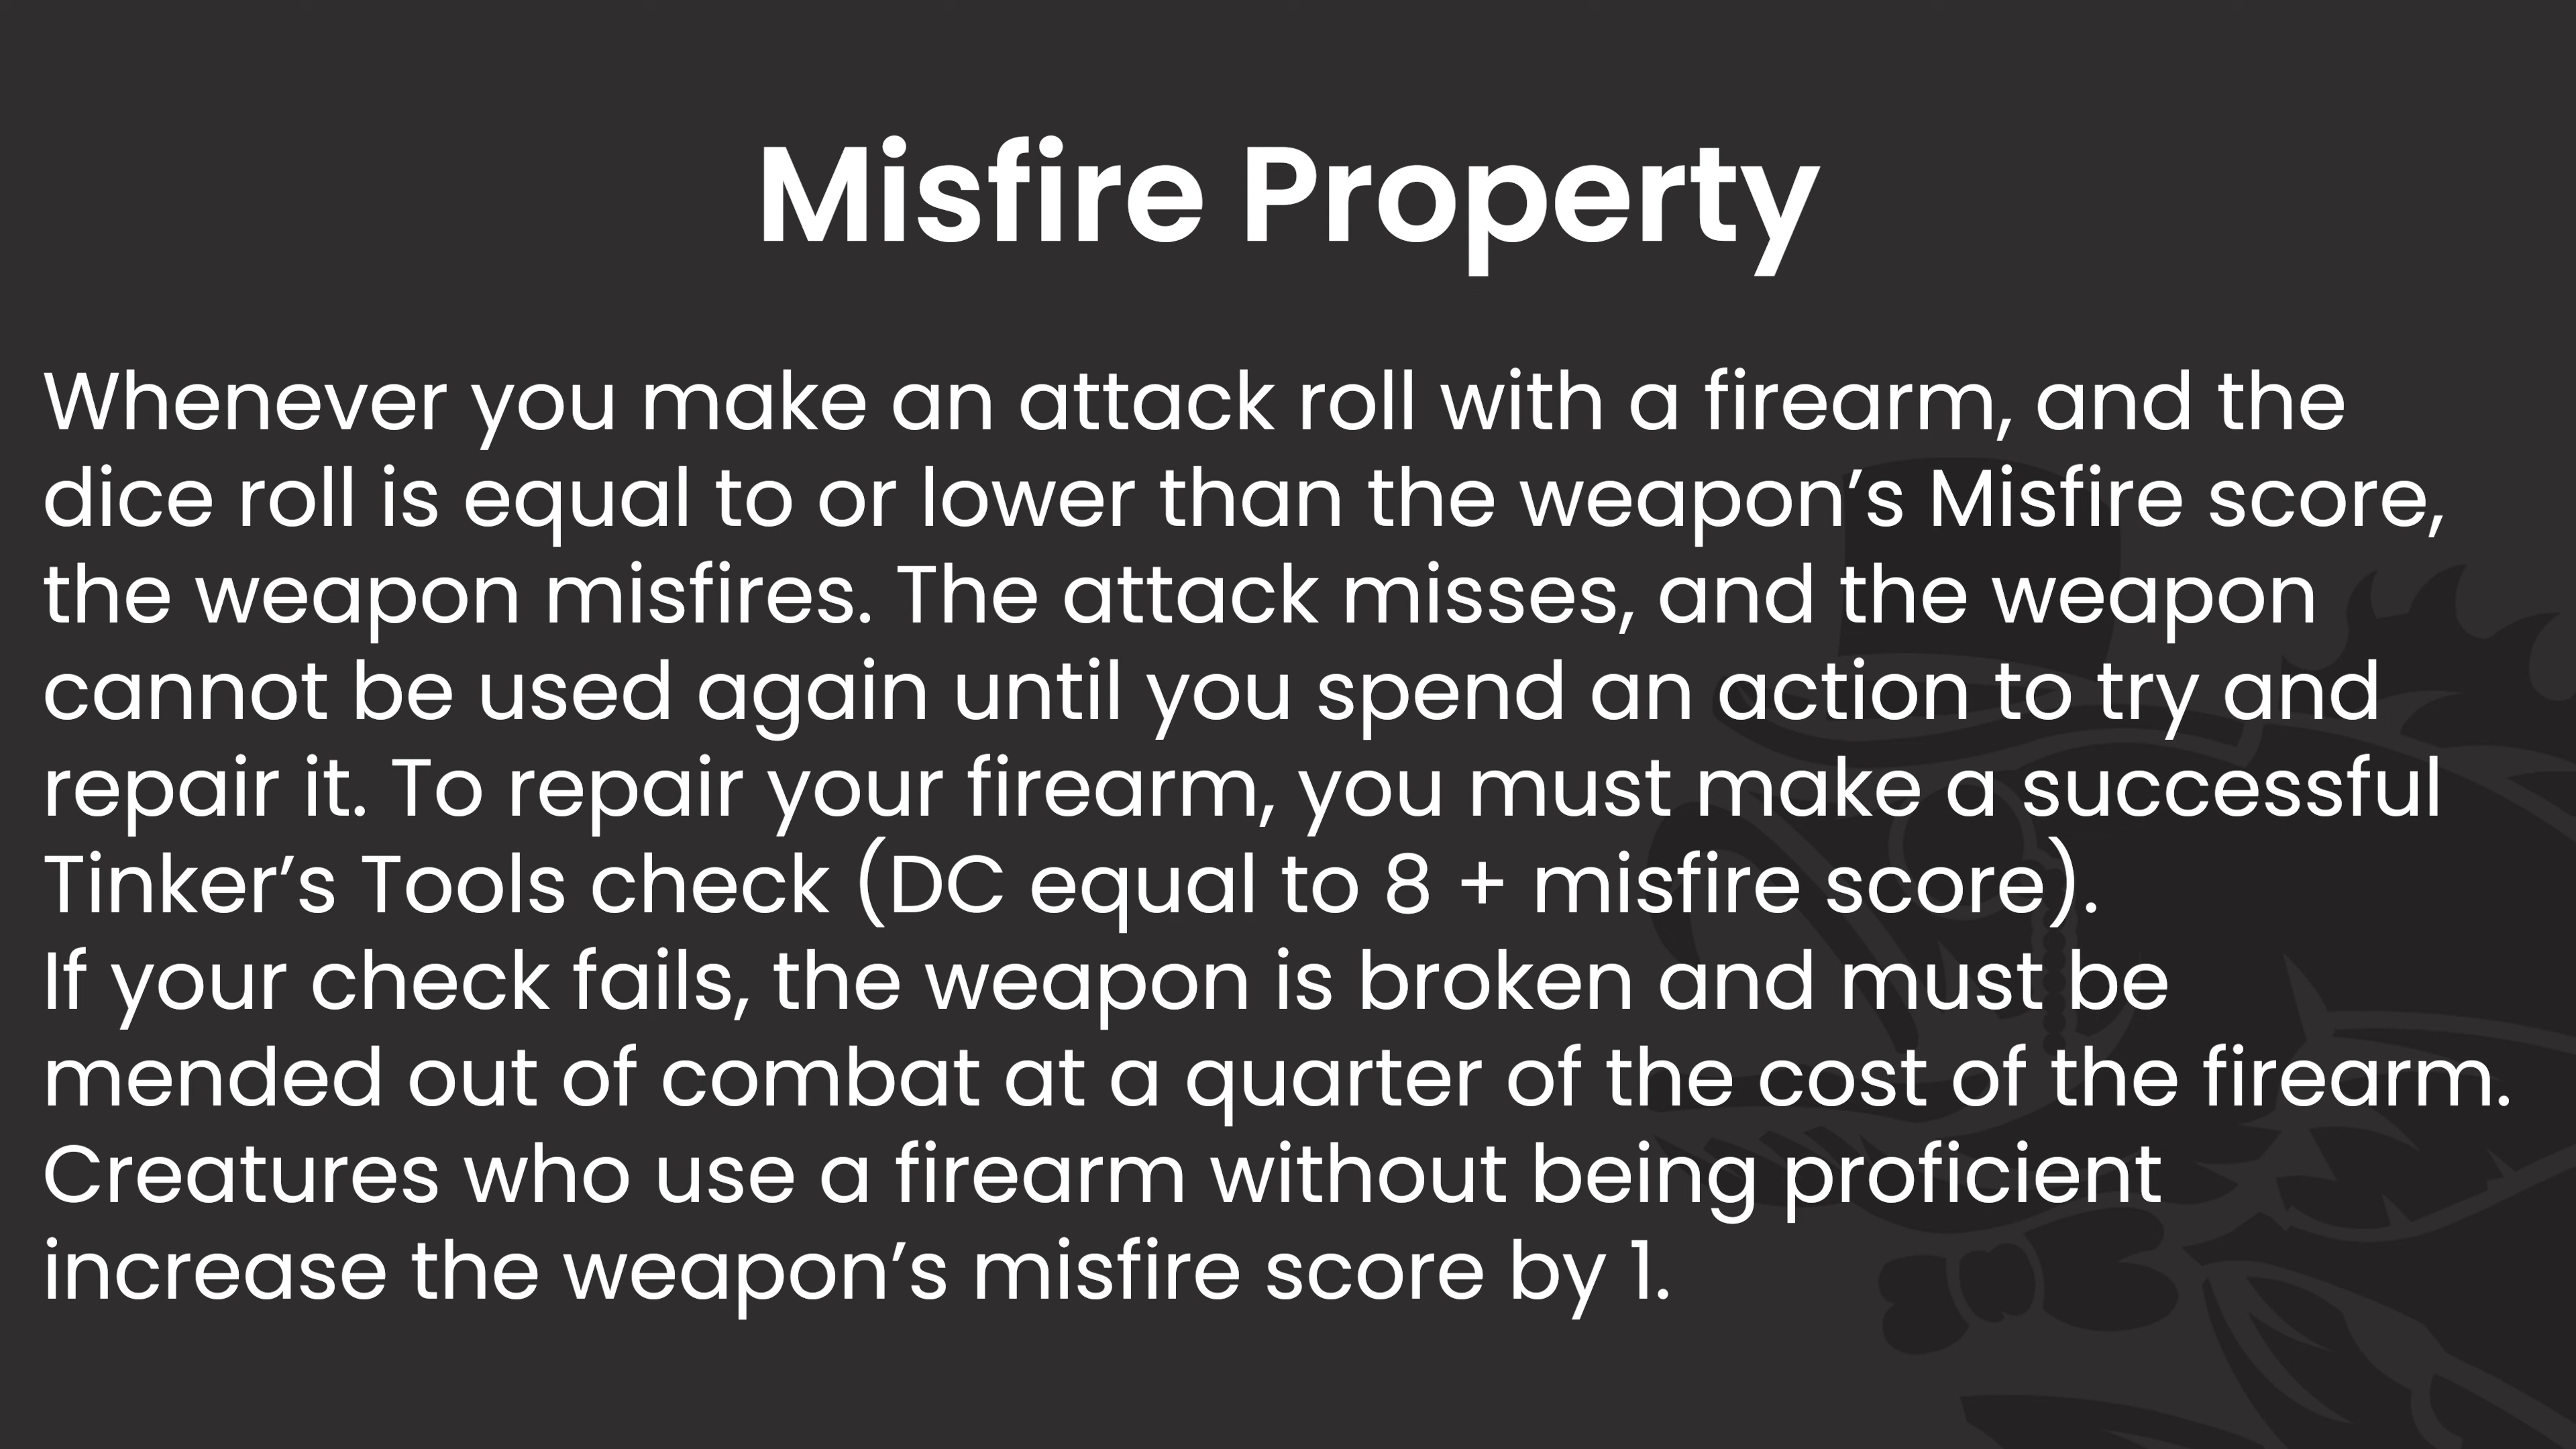 Misfire Property
Whenever you make an attack roll with a firearm, and the
dice roll is equal to or lower than the weapon’s Misfire score,
the weapon misfires. The attack misses, and the weapon
cannot be used again until you spend an action to try and
repair it. To repair your firearm, you must make a successful
Tinker’s Tools check (DC equal to 8 + misfire score).
If your check fails, the weapon is broken and must be
mended out of combat at a quarter of the cost of the firearm.
Creatures who use a firearm without being proficient
increase the weapon’s misfire score by 1.